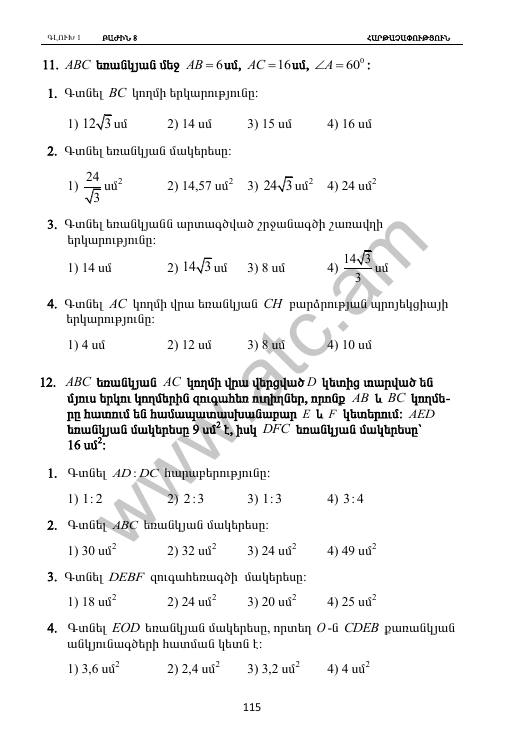 ԳԼՈՒԽ 1 ԲԱԺԻՆ 8 ՀԱՐԹԱՉԱՓՈՒԹՅՈՒՆ
11. ABC եռանկյան մեջ AB = 6սմ, AC = 16սմ, ∠A = 60⁰ :
1. Գտնել BC կողմի երկարությունը:
1) 12√3 սմ 2) 14 սմ 3) 15 սմ 4) 16 սմ
2. Գտնել եռանկյան մակերեսը:
1) 24/√3 սմ² 2) 14,57 սմ² 3) 24√3 սմ² 4) 24 սմ²
3. Գտնել եռանկյանն արտագծված շրջանագծի շառավղի
երկարությունը:
1) 14 սմ 2) 14√3 սմ 3) 8 սմ 4) 14√3/3 սմ
4. Գտնել AC կողմի վրա եռանկյան CH բարձրության պրոյեկցիայի
երկարությունը:
1) 4 սմ 2) 12 սմ 3) 8 սմ 4) 10 սմ
12. ABC եռանկյան AC կողմի վրա վերցված D կետից տարված են
մյուս երկու կողմերին զուգահեռ ուղիղներ, որոնք AB և BC կողմե-
րը հատում են համապատասխանաբար E և F կետերում: AED
եռանկյան մակերեսը 9 սմ² է, իսկ DFC եռանկյան մակերեսը՝
16 սմ²:
1. Գտնել AD : DC հարաբերությունը:
1) 1 : 2 2) 2 : 3 3) 1 : 3 4) 3 : 4
2. Գտնել ABC եռանկյան մակերեսը:
1) 30 սմ² 2) 32 սմ² 3) 24 սմ² 4) 49 սմ²
3. Գտնել DEBF զուգահեռագծի մակերեսը:
1) 18 սմ² 2) 24 սմ² 3) 20 սմ² 4) 25 սմ²
4. Գտնել EOD եռանկյան մակերեսը, որտեղ O-ն CDEB քառանկյան
անկյունագծերի հատման կետն է:
1) 3,6 սմ² 2) 2,4 սմ² 3) 3,2 սմ² 4) 4 սմ²
115
www.atc.am